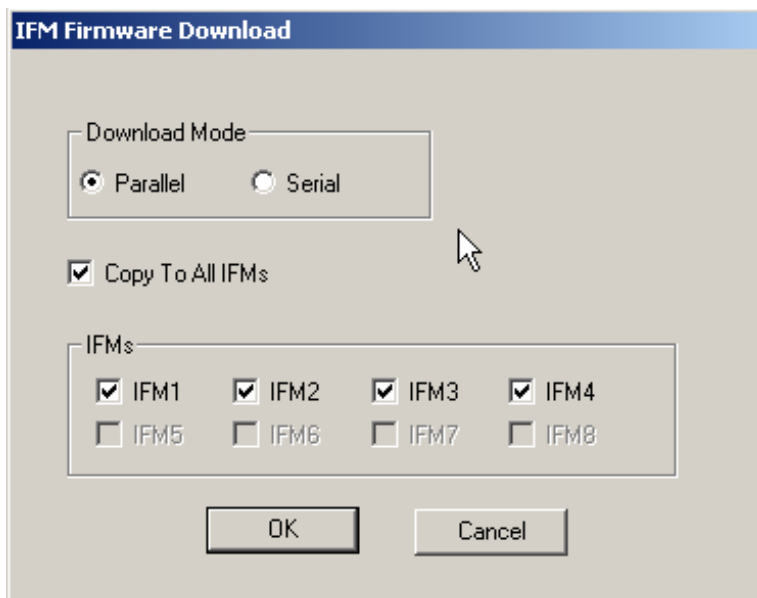 IFM Firmware Download
Download Mode
Parallel Serial
Copy To All IFMs
IFMs
IFM1 IFM2 IFM3 IFM4
IFM5 IFM6 IFM7 IFM8
OK Cancel